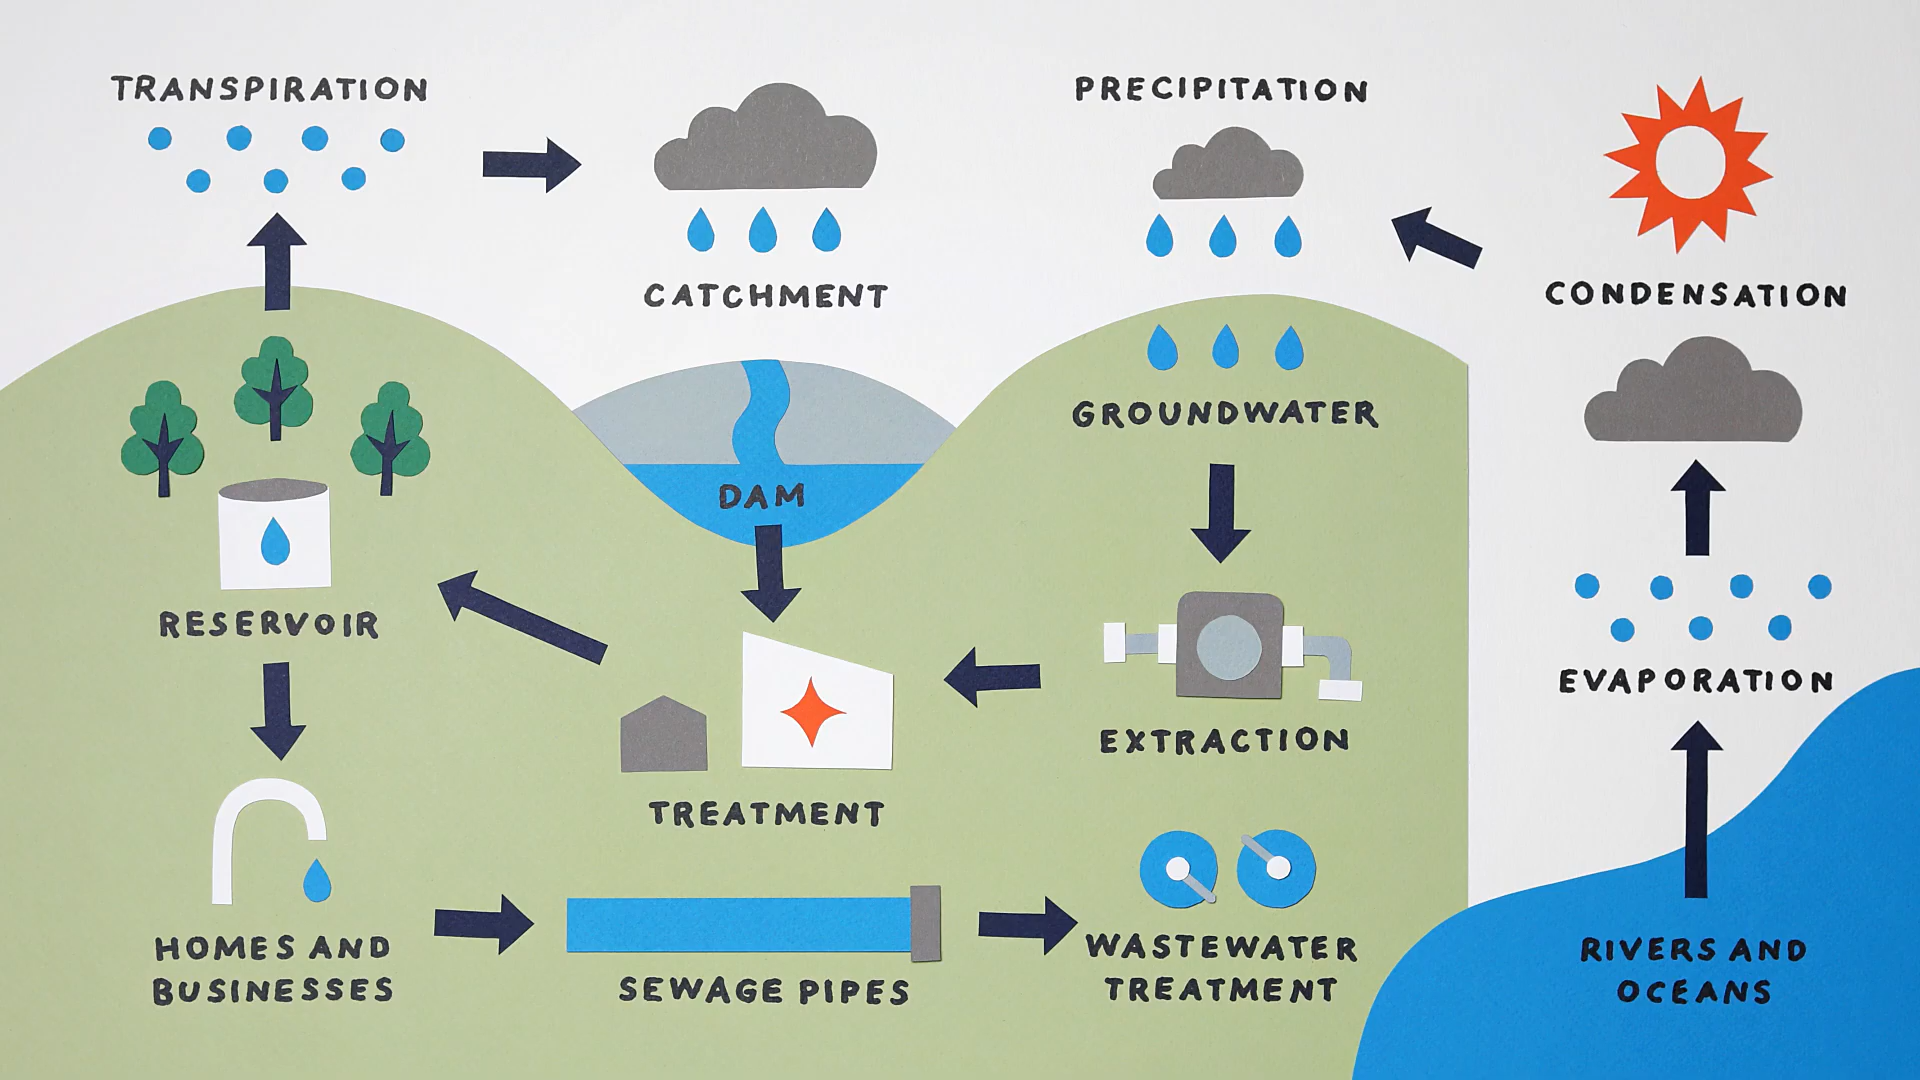 TRANSPIRATION
PRECIPITATION
CATCHMENT
CONDENSATION
GROUNDWATER
DAM
RESERVOIR
EVAPORATION
EXTRACTION
TREATMENT
HOMES AND
BUSINESSES
SEWAGE PIPES
WASTEWATER
TREATMENT
RIVERS AND
OCEANS